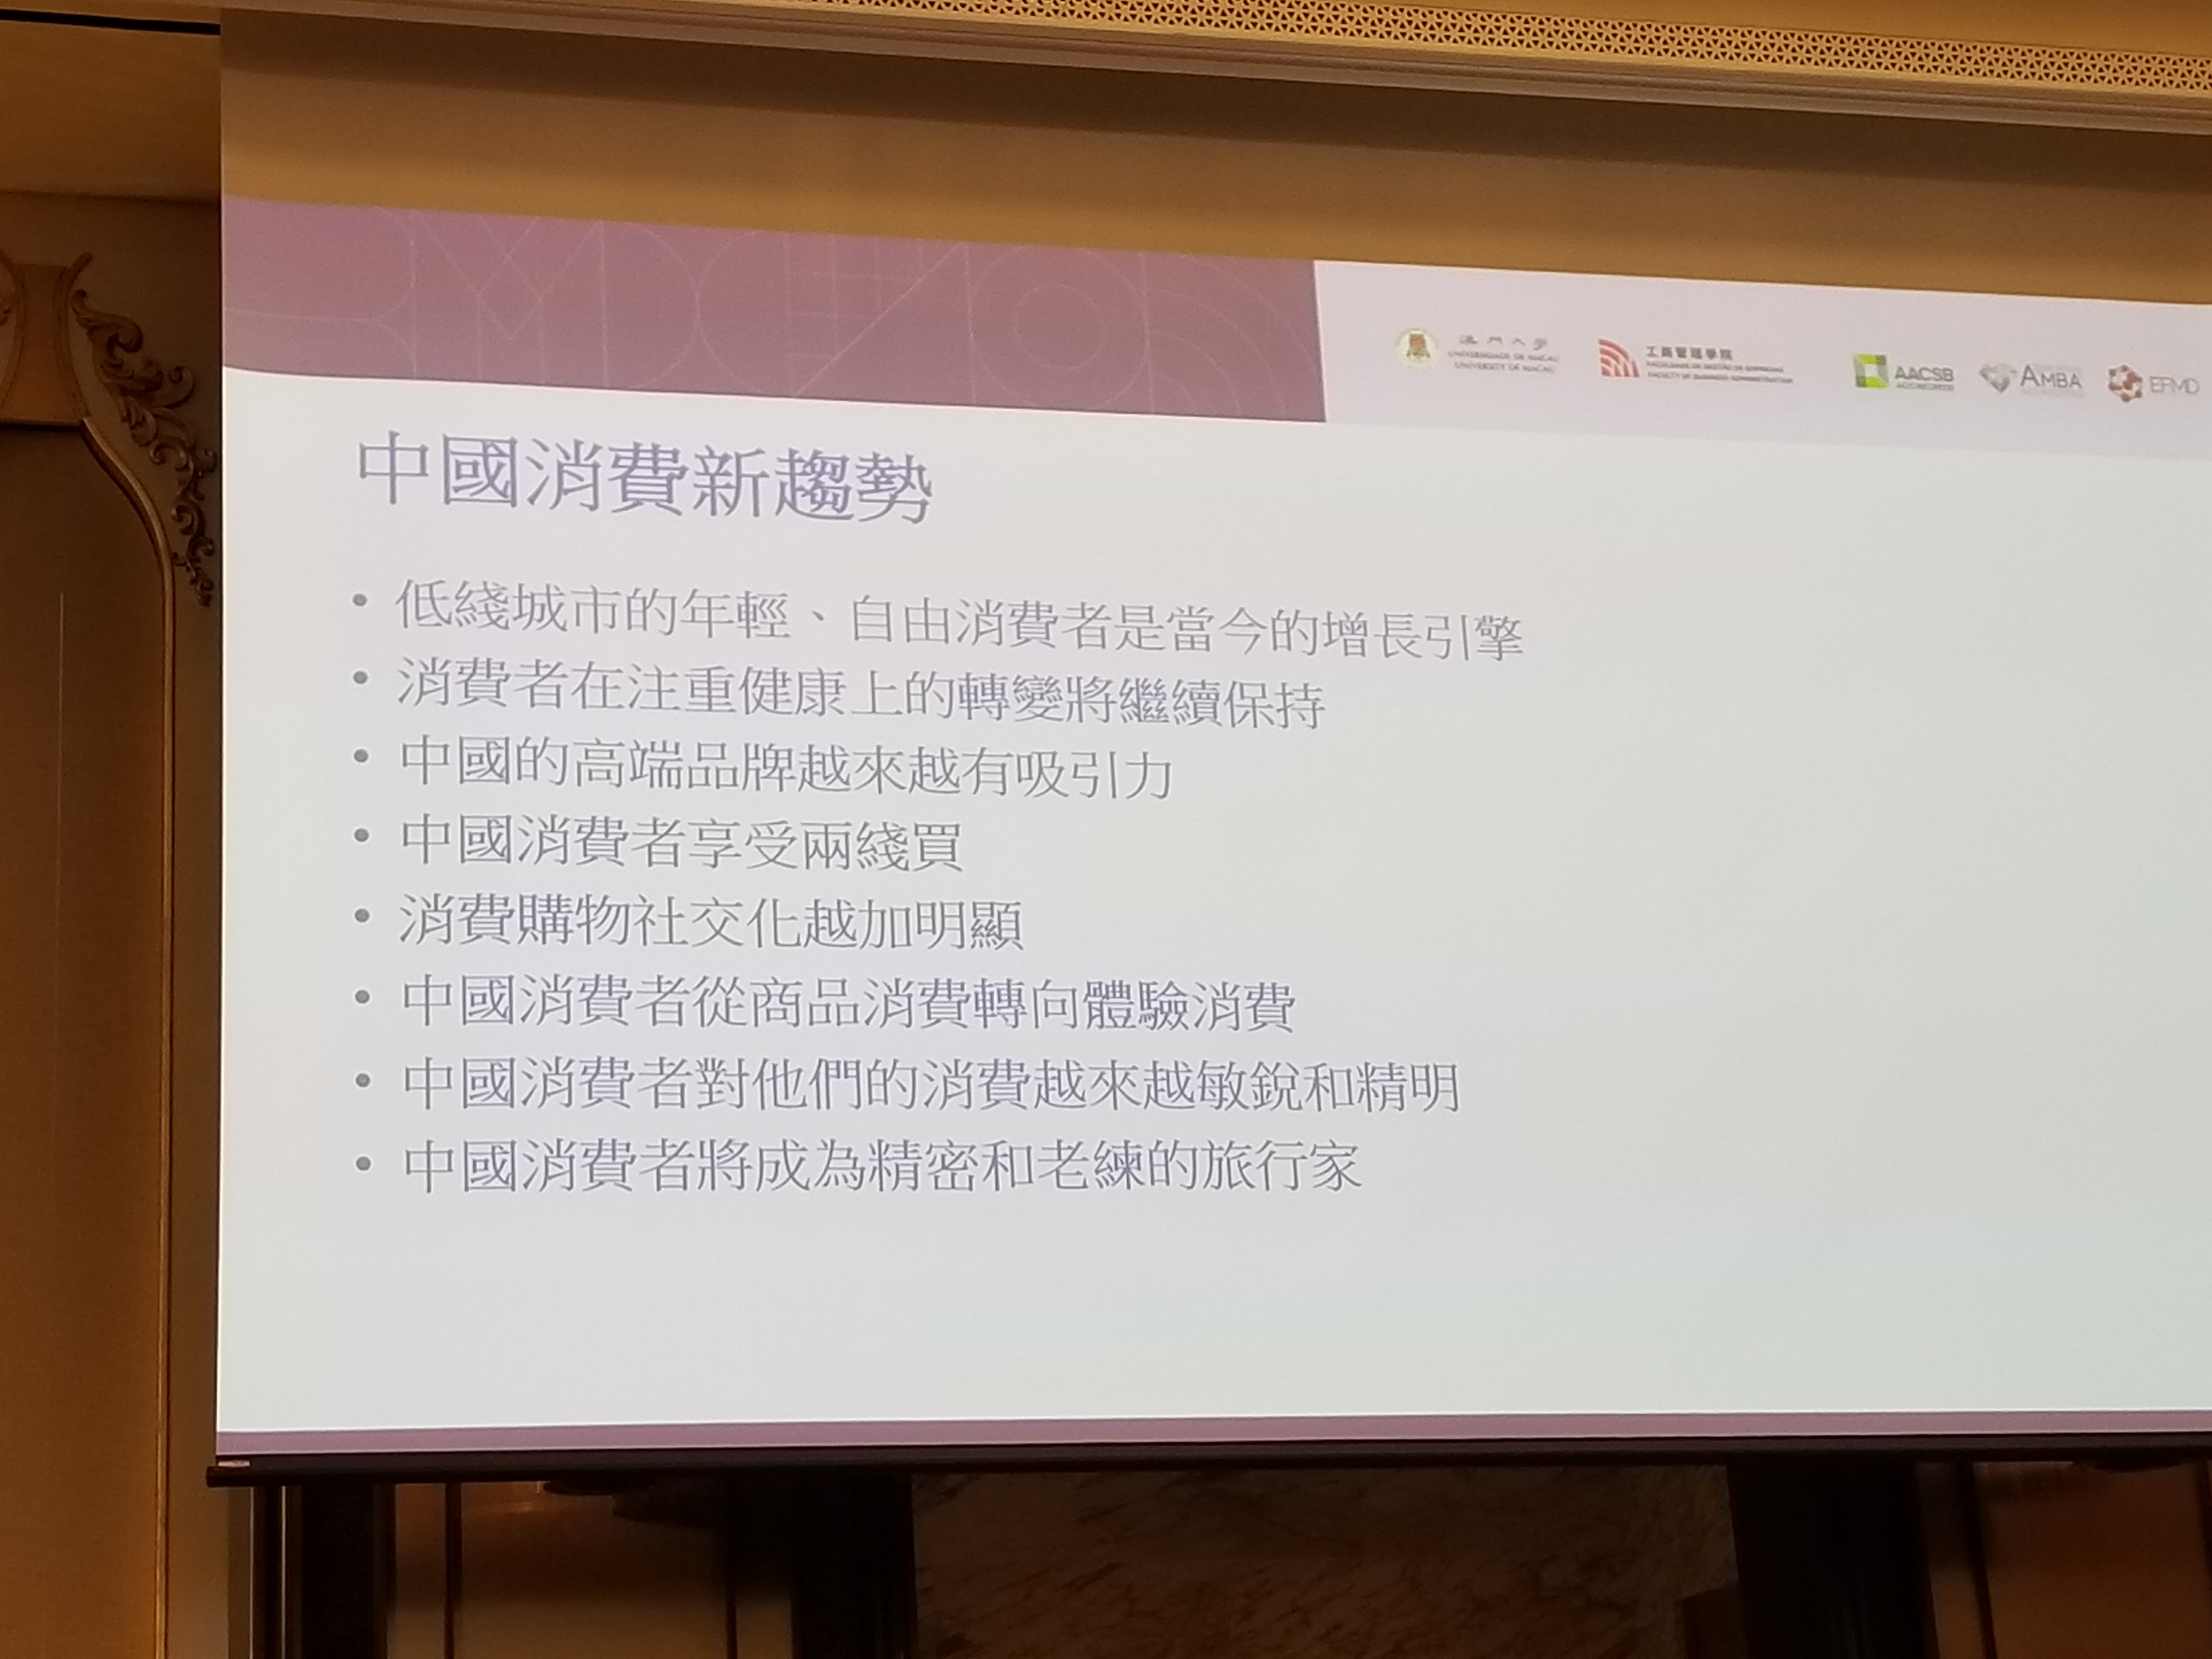 澳門大學
UNIVERSIDADE DE MACAU
UNIVERSITY OF MACAU
工商管理學院
FACULDADE DE GESTÃO DE EMPRESAS
FACULTY OF BUSINESS ADMINISTRATION
AACSB
ACCREDITED
AMBA
EFMD
中國消費新趨勢
• 低綫城市的年輕、自由消費者是當今的增長引擎
• 消費者在注重健康上的轉變將繼續保持
• 中國的高端品牌越來越有吸引力
• 中國消費者享受兩綫買
• 消費購物社交化越加明顯
• 中國消費者從商品消費轉向體驗消費
• 中國消費者對他們的消費越來越敏銳和精明
• 中國消費者將成為精密和老練的旅行家